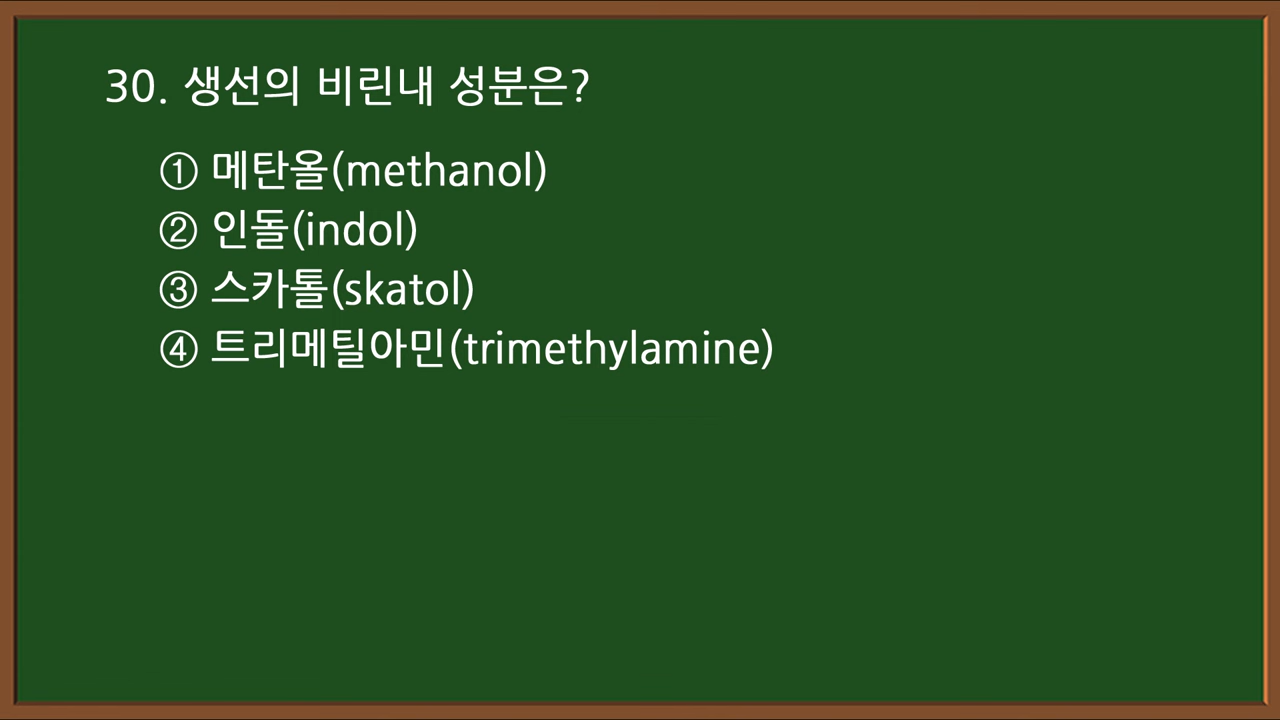 30. 생선의 비린내 성분은?
① 메탄올(methanol)
② 인돌(indol)
③ 스카톨(skatol)
④ 트리메틸아민(trimethylamine)